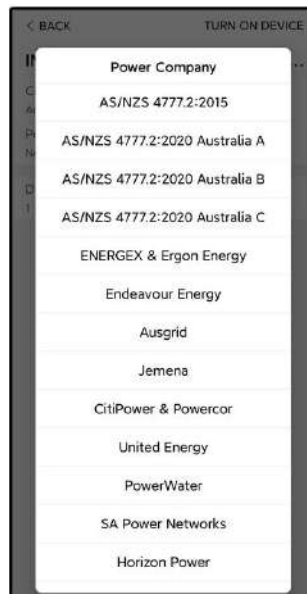 < BACK TURN ON DEVICE
Power Company
AS/NZS 4777.2:2015
AS/NZS 4777.2:2020 Australia A
AS/NZS 4777.2:2020 Australia B
AS/NZS 4777.2:2020 Australia C
ENERGEX & Ergon Energy
Endeavour Energy
Ausgrid
Jemena
CitiPower & Powercor
United Energy
PowerWater
SA Power Networks
Horizon Power